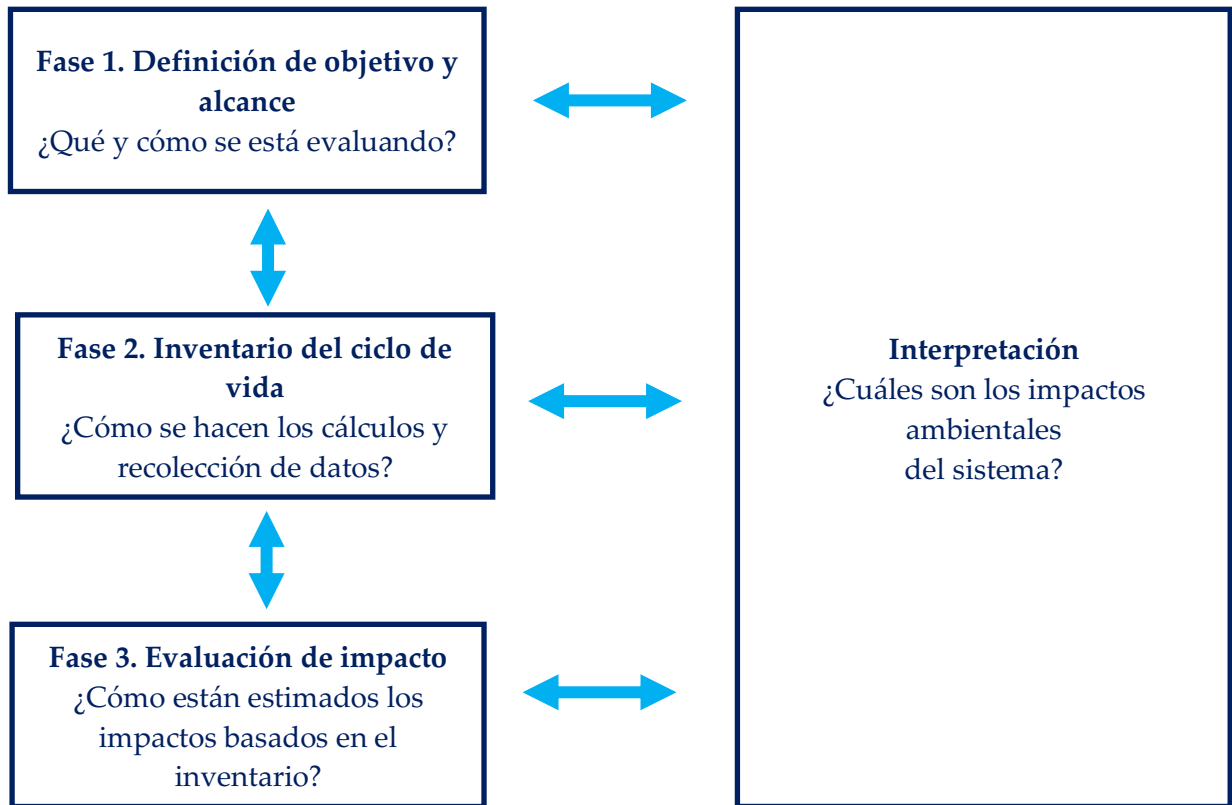 Fase 1. Definición de objetivo y
alcance
¿Qué y cómo se está evaluando?
Fase 2. Inventario del ciclo de
vida
¿Cómo se hacen los cálculos y
recolección de datos?
Fase 3. Evaluación de impacto
¿Cómo están estimados los
impactos basados en el
inventario?
Interpretación
¿Cuáles son los impactos
ambientales
del sistema?